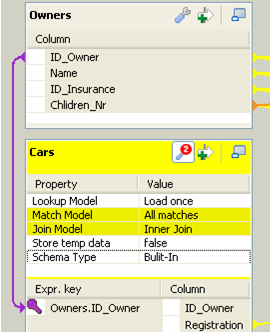 Owners
Column
ID_Owner
Name
ID_Insurance
Chlidren_Nr
Cars
2
Property Value
Lookup Model Load once
Match Model All matches
Join Model Inner Join
Store temp data false
Schema Type Bulit-In
Expr. key Column
Owners.ID_Owner ID_Owner
Registration